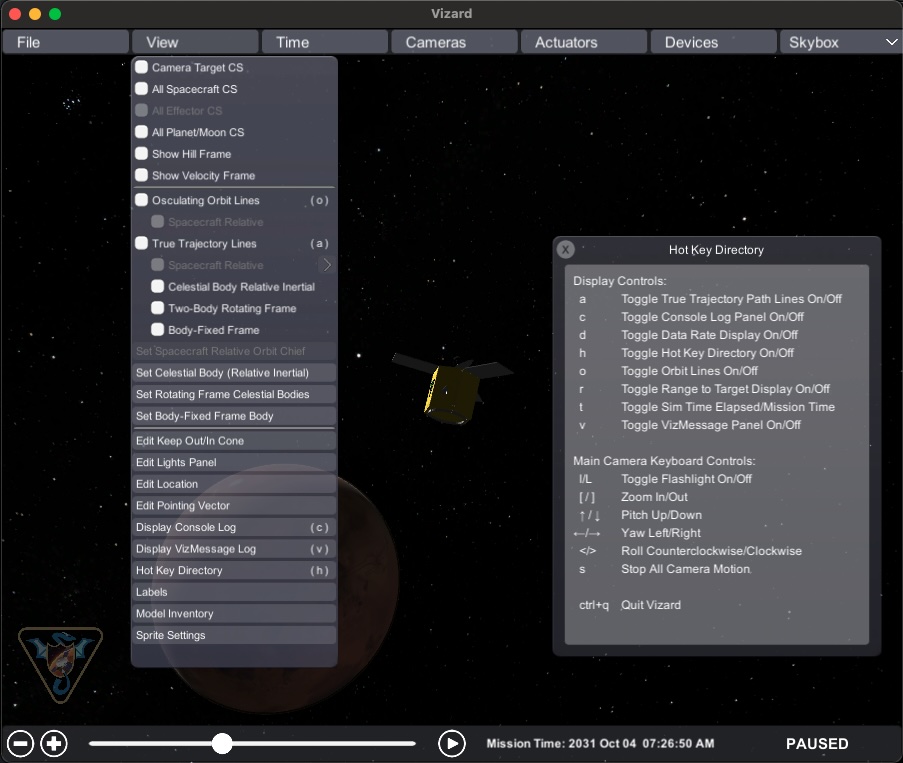 Vizard
File View Time Cameras Actuators Devices Skybox
Camera Target CS
All Spacecraft CS
All Effector CS
All Planet/Moon CS
Show Hill Frame
Show Velocity Frame
Osculating Orbit Lines (o)
Spacecraft Relative
True Trajectory Lines (a)
Spacecraft Relative
Celestial Body Relative Inertial
Two-Body Rotating Frame
Body-Fixed Frame
Set Spacecraft Relative Orbit Chief
Set Celestial Body (Relative Inertial)
Set Rotating Frame Celestial Bodies
Set Body-Fixed Frame Body
Edit Keep Out/In Cone
Edit Lights Panel
Edit Location
Edit Pointing Vector
Display Console Log (c)
Display VizMessage Log (v)
Hot Key Directory (h)
Labels
Model Inventory
Sprite Settings
X Hot Key Directory
Display Controls:
a Toggle True Trajectory Path Lines On/Off
c Toggle Console Log Panel On/Off
d Toggle Data Rate Display On/Off
h Toggle Hot Key Directory On/Off
o Toggle Orbit Lines On/Off
r Toggle Range to Target Display On/Off
t Toggle Sim Time Elapsed/Mission Time
v Toggle VizMessage Panel On/Off
Main Camera Keyboard Controls:
l/L Toggle Flashlight On/Off
[ / ] Zoom In/Out
↑/↓ Pitch Up/Down
←/→ Yaw Left/Right
</> Roll Counterclockwise/Clockwise
s Stop All Camera Motion
ctrl+q Quit Vizard
Mission Time: 2031 Oct 04 07:26:50 AM PAUSED